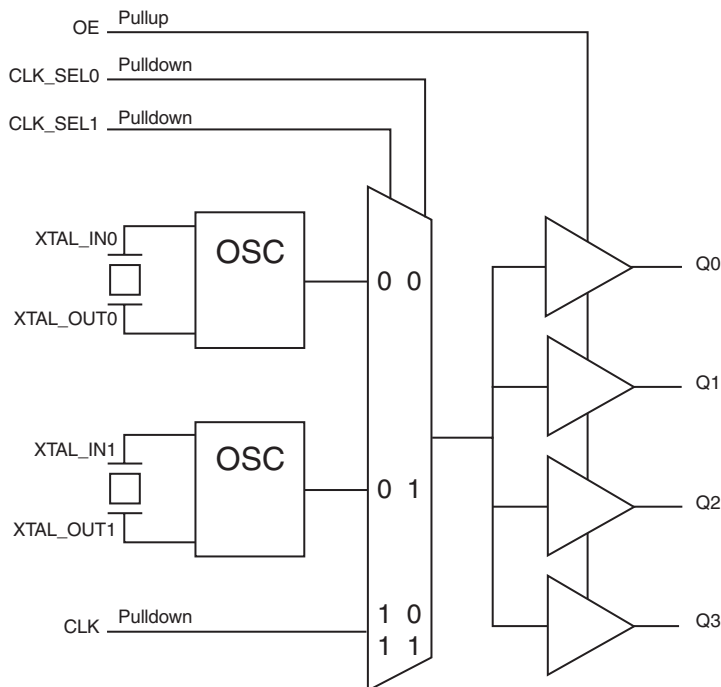 OE Pullup
CLK_SEL0 Pulldown
CLK_SEL1 Pulldown
XTAL_IN0
OSC
0 0
XTAL_OUT0
Q0
Q1
XTAL_IN1
OSC
0 1
XTAL_OUT1
Q2
CLK Pulldown
1 0
1 1
Q3